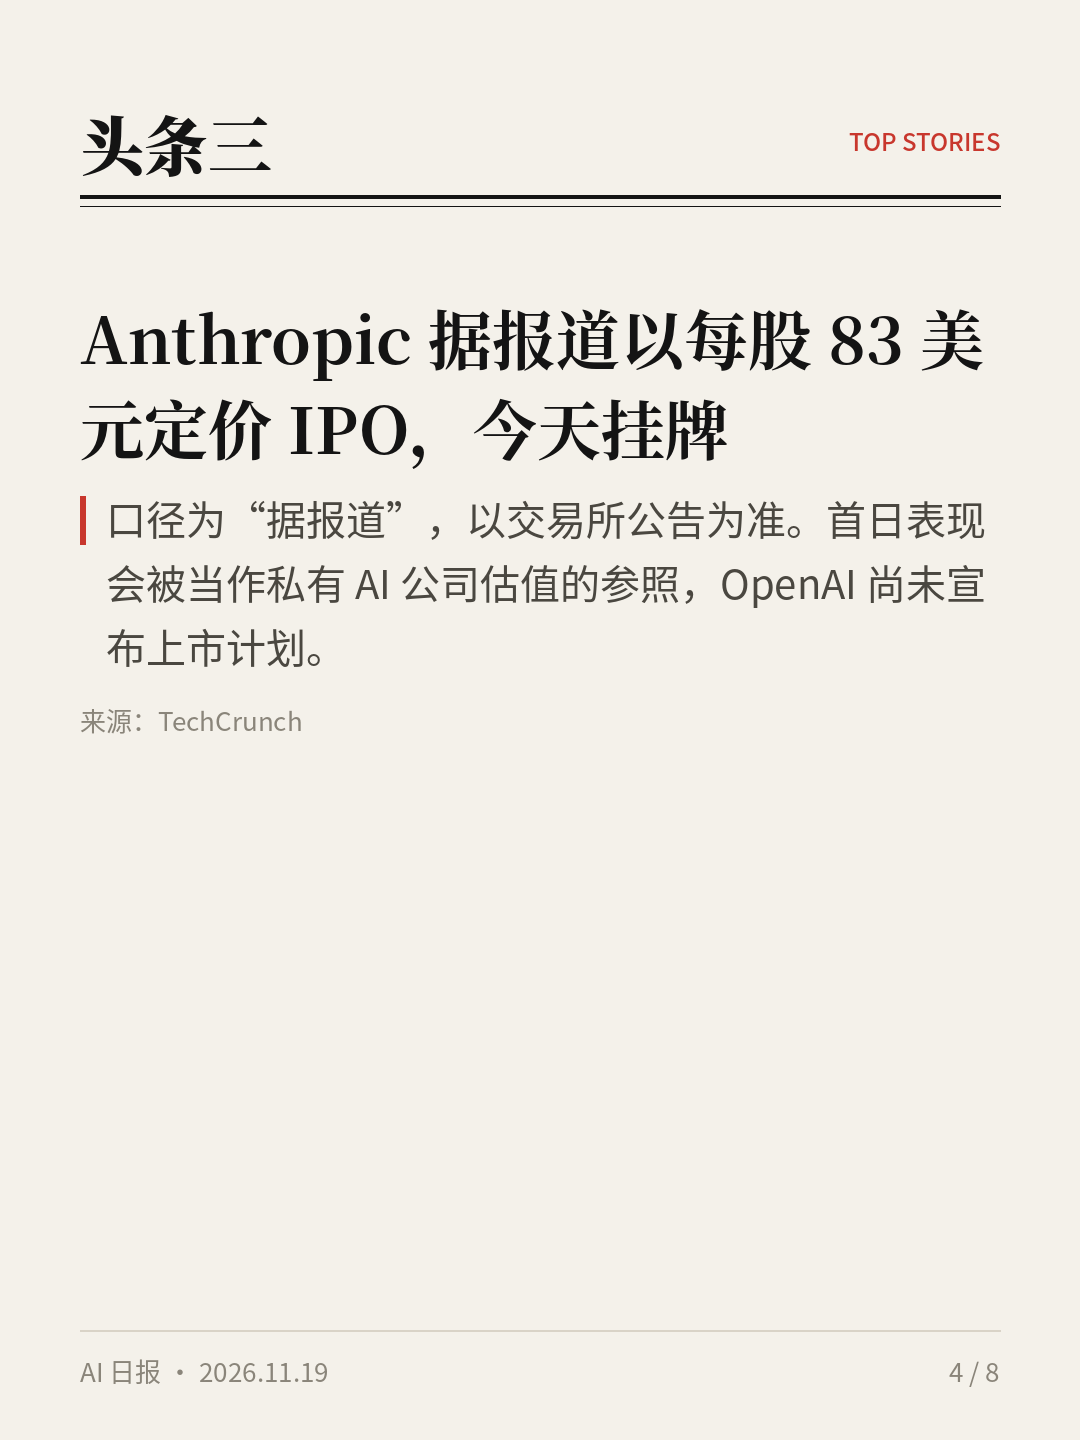 头条三
TOP STORIES
Anthropic 据报道以每股 83 美
元定价 IPO，今天挂牌
口径为“据报道”，以交易所公告为准。首日表现
会被当作私有 AI 公司估值的参照，OpenAI 尚未宣
布上市计划。
来源：TechCrunch
AI 日报 · 2026.11.19
4 / 8